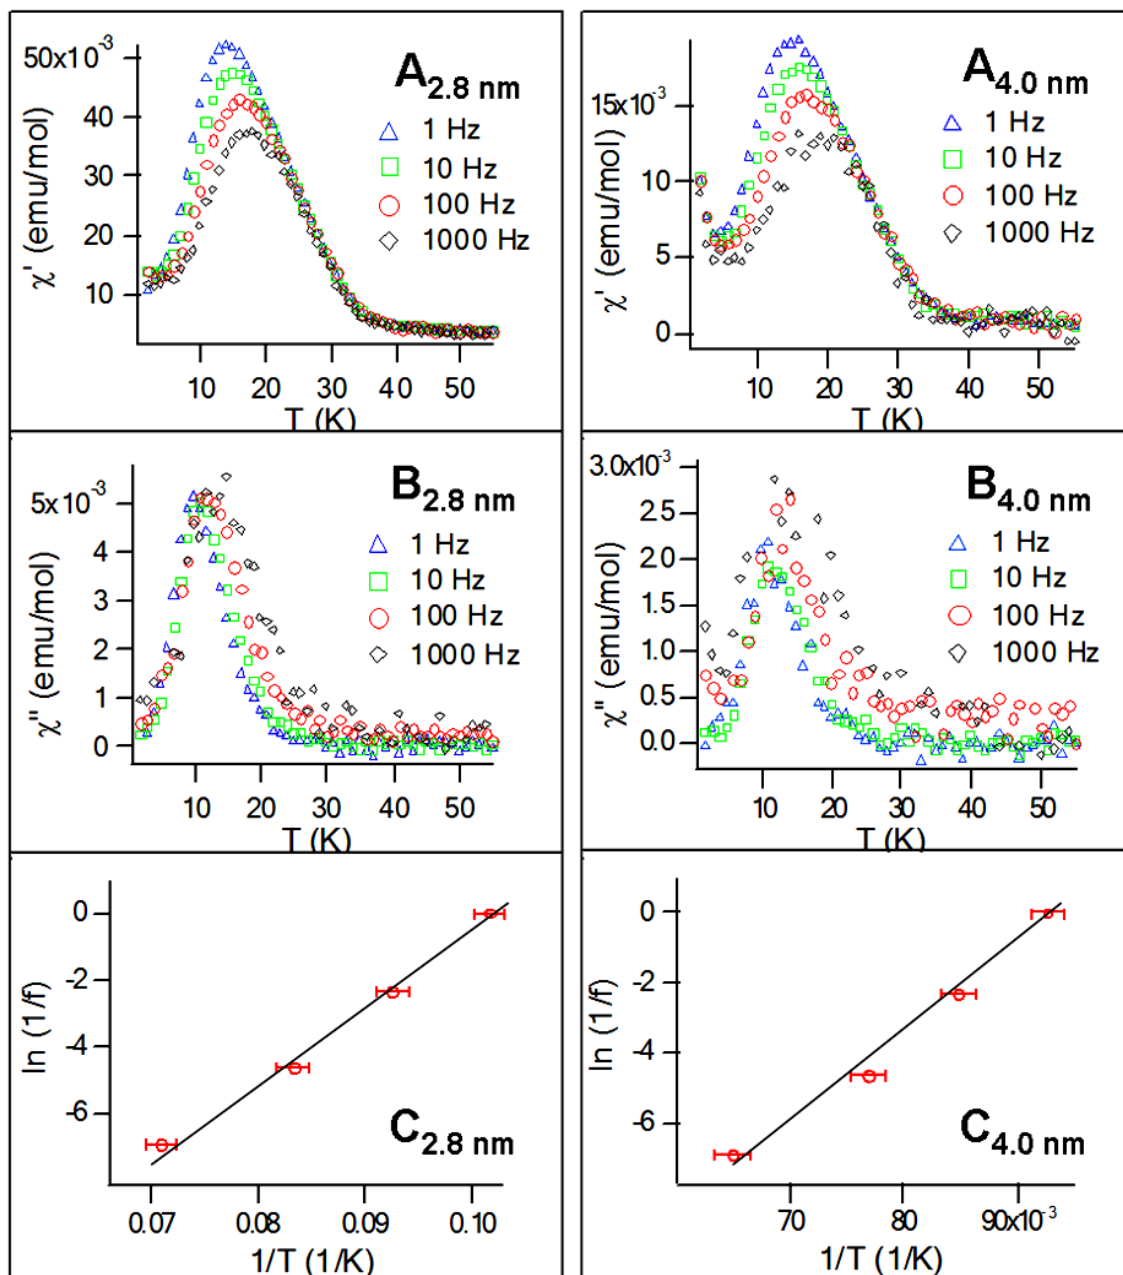 A2.8 nm
50x10⁻³
40
30
20
10
χ' (emu/mol)
1 Hz
10 Hz
100 Hz
1000 Hz
10 20 30 40 50
T (K)
A4.0 nm
15x10⁻³
10
5
0
χ' (emu/mol)
1 Hz
10 Hz
100 Hz
1000 Hz
10 20 30 40 50
T (K)
B2.8 nm
5x10⁻³
4
3
2
1
0
χ" (emu/mol)
1 Hz
10 Hz
100 Hz
1000 Hz
10 20 30 40 50
T (K)
B4.0 nm
3.0x10⁻³
2.5
2.0
1.5
1.0
0.5
0.0
χ" (emu/mol)
1 Hz
10 Hz
100 Hz
1000 Hz
10 20 30 40 50
T (K)
0
-2
-4
-6
ln (1/f)
C2.8 nm
0.07 0.08 0.09 0.10
1/T (1/K)
0
-2
-4
-6
ln (1/f)
C4.0 nm
70 80 90x10⁻³
1/T (1/K)